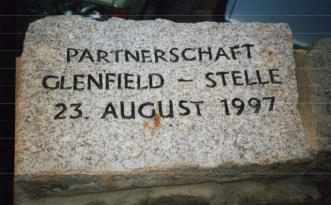 PARTNERSCHAFT
GLENFIELD – STELLE
23. AUGUST 1997